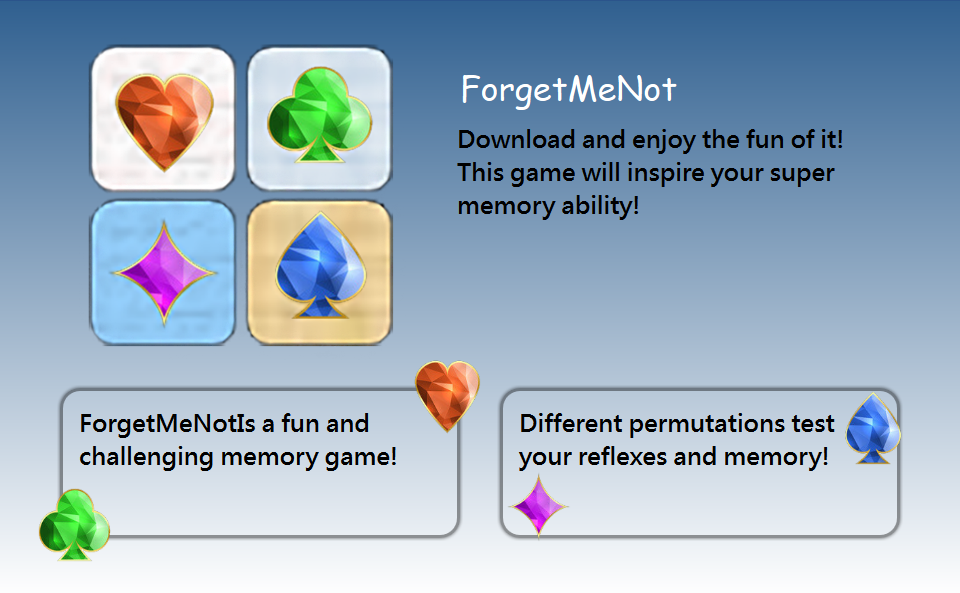 ForgetMeNot
Download and enjoy the fun of it!
This game will inspire your super
memory ability!
ForgetMeNotIs a fun and
challenging memory game!
Different permutations test
your reflexes and memory!